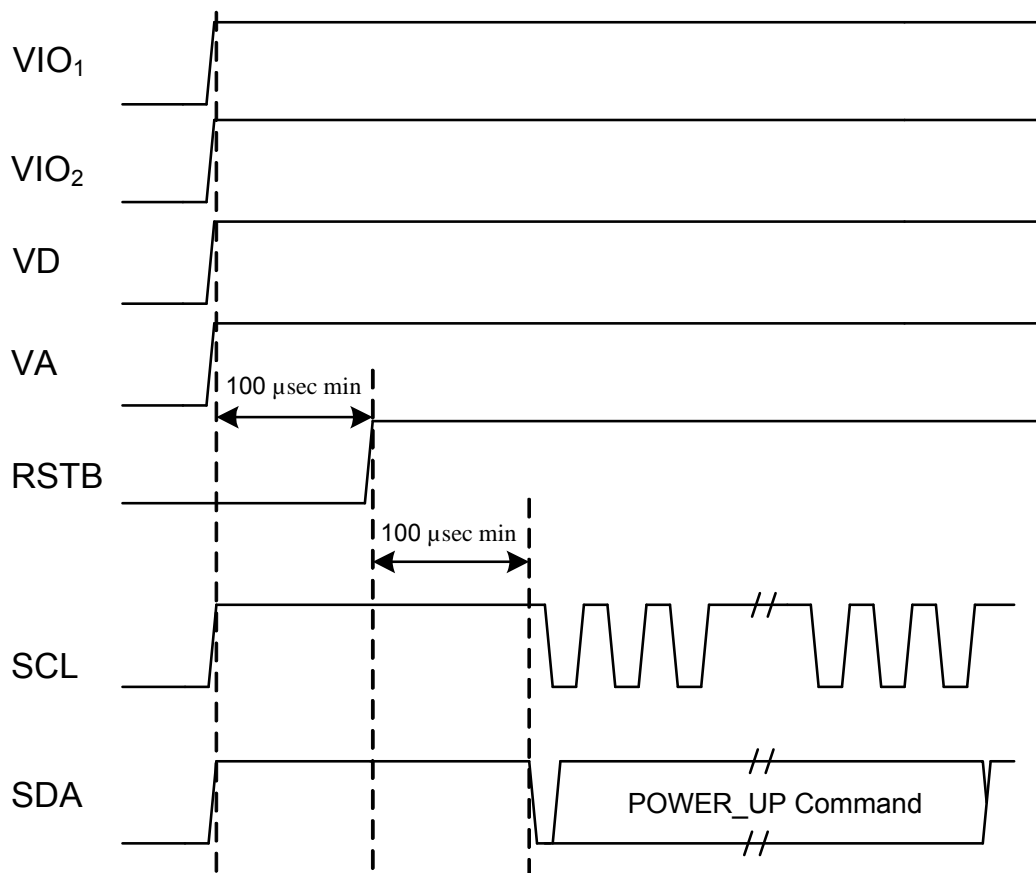 VIO₁
VIO₂
VD
VA
100 µsec min
RSTB
100 µsec min
SCL
SDA
POWER_UP Command